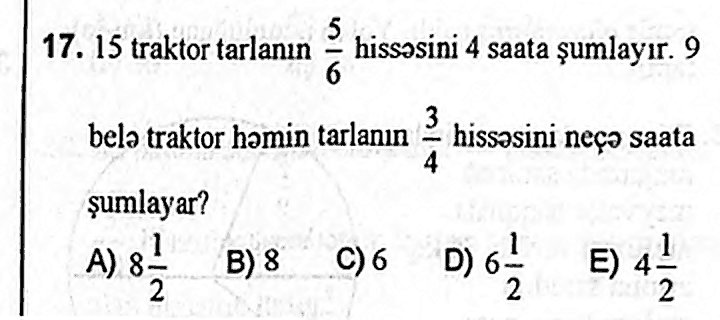 17. 15 traktor tarlanın 5/6 hissəsini 4 saata şumlayır. 9
belə traktor həmin tarlanın 3/4 hissəsini neçə saata
şumlayar?
A) 8 1/2 B) 8 C) 6 D) 6 1/2 E) 4 1/2